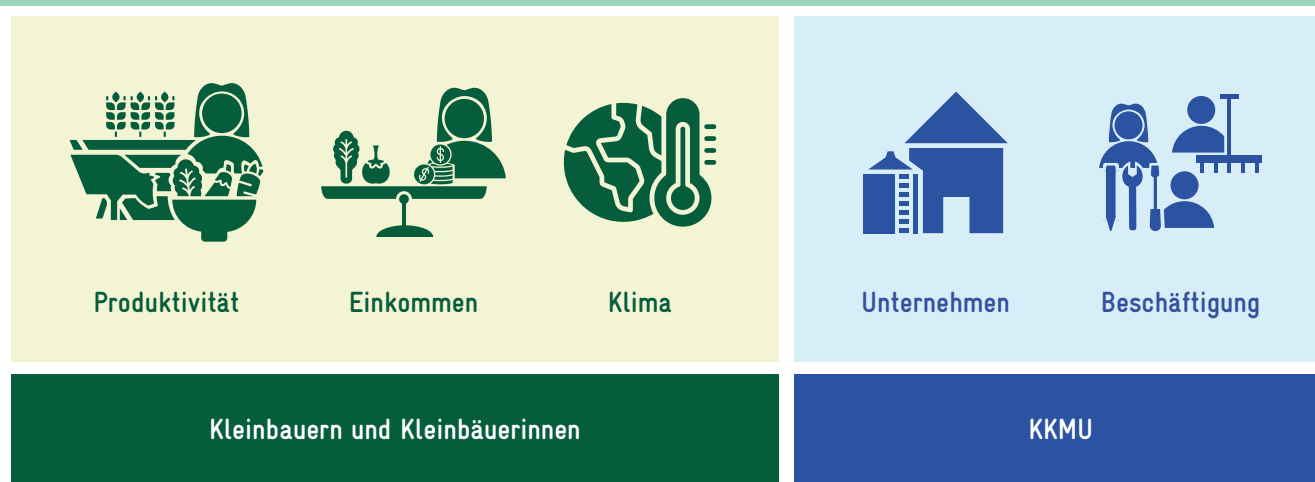 Produktivität
Einkommen
Klima
Unternehmen
Beschäftigung
Kleinbauern und Kleinbäuerinnen
KKMU